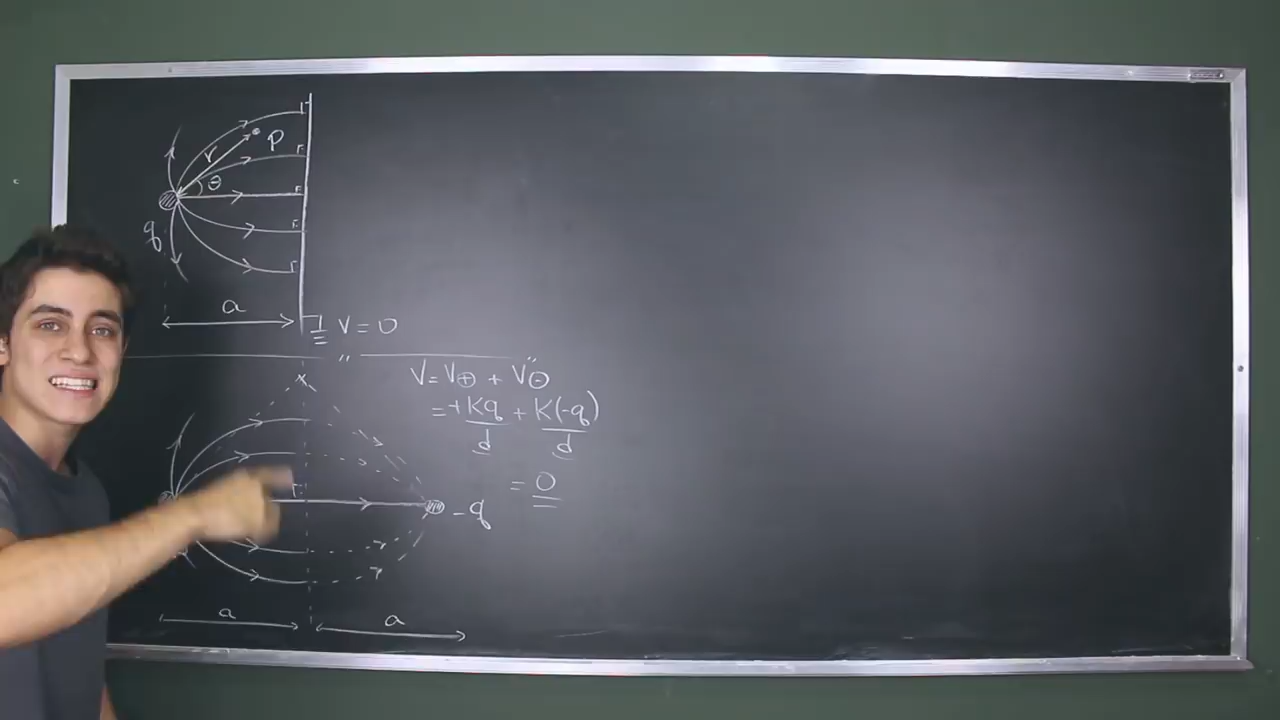 P
r
θ
q
a
V = 0
"
"
V = V⊕ + V⊖
= +Kq/d + K(-q)/d
= 0
-q
a
a